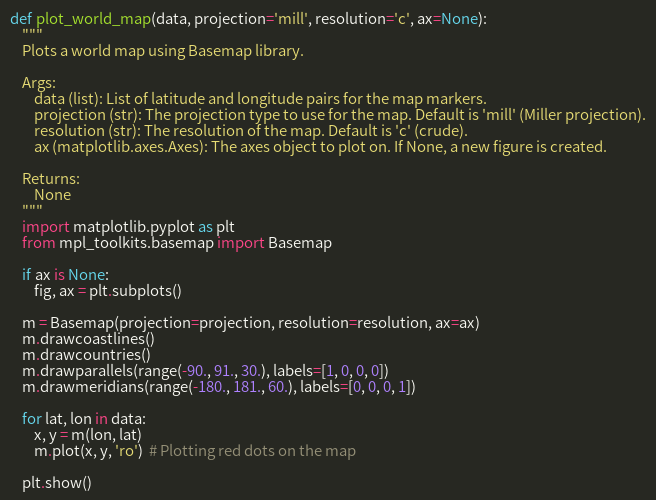 def plot_world_map(data, projection='mill', resolution='c', ax=None):
    """
    Plots a world map using Basemap library.

    Args:
        data (list): List of latitude and longitude pairs for the map markers.
        projection (str): The projection type to use for the map. Default is 'mill' (Miller projection).
        resolution (str): The resolution of the map. Default is 'c' (crude).
        ax (matplotlib.axes.Axes): The axes object to plot on. If None, a new figure is created.

    Returns:
        None
    """
    import matplotlib.pyplot as plt
    from mpl_toolkits.basemap import Basemap

    if ax is None:
        fig, ax = plt.subplots()

    m = Basemap(projection=projection, resolution=resolution, ax=ax)
    m.drawcoastlines()
    m.drawcountries()
    m.drawparallels(range(-90., 91., 30.), labels=[1, 0, 0, 0])
    m.drawmeridians(range(-180., 181., 60.), labels=[0, 0, 0, 1])

    for lat, lon in data:
        x, y = m(lon, lat)
        m.plot(x, y, 'ro')  # Plotting red dots on the map

    plt.show()